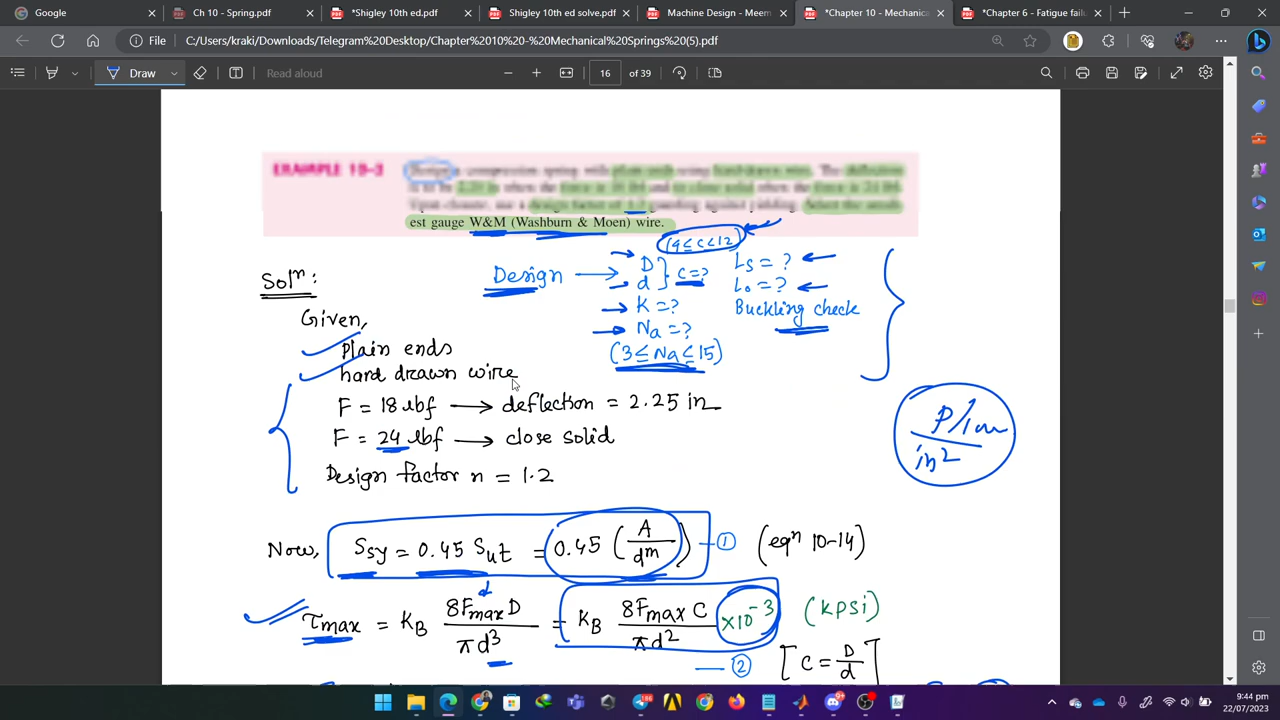 Google
Ch 10 - Spring.pdf
*Shigley 10th ed.pdf
Shigley 10th ed solve.pdf
Machine Design - Meem
*Chapter 10 - Mechanica
*Chapter 6 - Fatigue failu
File
C:/Users/kraki/Downloads/Telegram%20Desktop/Chapter%2010%20-%20Mechanical%20Springs%20(5).pdf
Draw
Read aloud
16 of 39
EXAMPLE 10-2
est gauge W&M (Washburn & Moen) wire.
(4≤C≤12)
Solⁿ:
Design → D
d } C=?
K = ?
Na = ?
(3 ≤ Na ≤ 15)
Ls = ?
Lo = ?
Buckling check
Given,
Plain ends
hard drawn wire
F = 18 lbf → deflection = 2.25 in
F = 24 lbf → close solid
Design factor n = 1.2
in²
Now, Ssy = 0.45 Sut = 0.45 (A/dᵐ) — ① (eqⁿ 10-14)
τmax = KB 8FmaxD/πd³ = KB 8Fmax C/πd² ×10⁻³ (kpsi)
— ② [C = D/d]
9:44 pm
22/07/2023